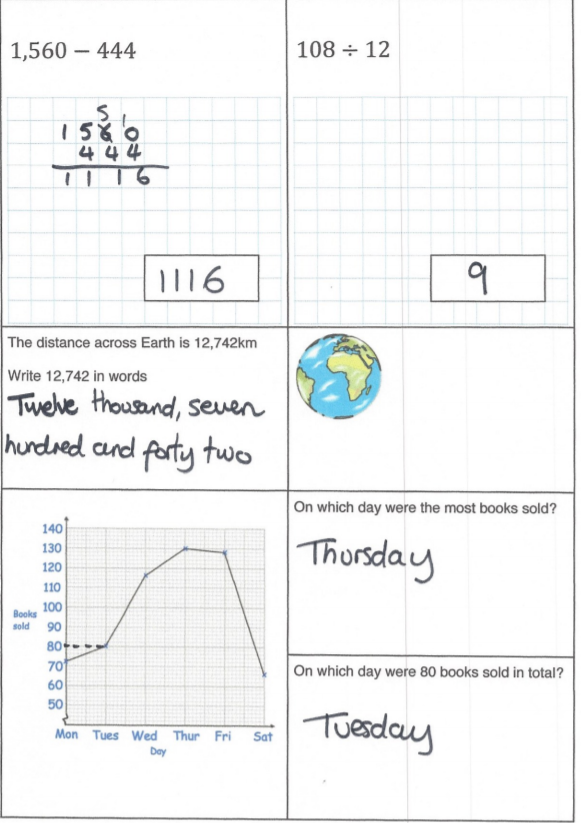 1,560 − 444
108 ÷ 12
5 1
1 5 6 0
4 4 4
1 1 1 6
1116
9
The distance across Earth is 12,742km
Write 12,742 in words
Twelve thousand, seven
hundred and forty two
140
130
120
110
100
90
80
70
60
50
Books
sold
Mon Tues Wed Thur Fri Sat
Day
On which day were the most books sold?
Thursday
On which day were 80 books sold in total?
Tuesday